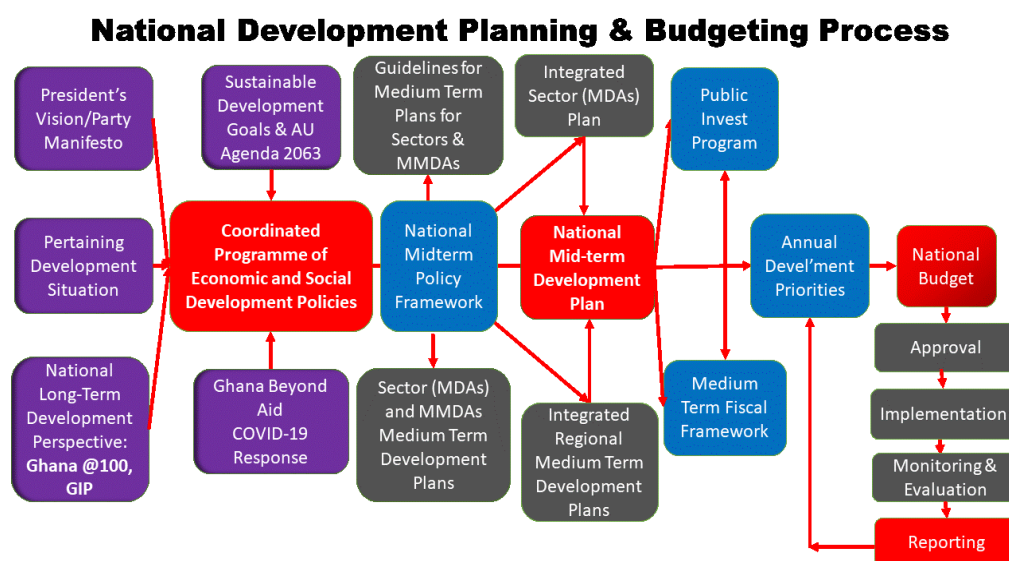 National Development Planning & Budgeting Process
President’s
Vision/Party
Manifesto
Sustainable
Development
Goals & AU
Agenda 2063
Guidelines for
Medium Term
Plans for
Sectors &
MMDAs
Integrated
Sector (MDAs)
Plan
Public
Invest
Program
Pertaining
Development
Situation
Coordinated
Programme of
Economic and Social
Development Policies
National
Midterm
Policy
Framework
National
Mid-term
Development
Plan
Annual
Devel’ment
Priorities
National
Budget
National
Long-Term
Development
Perspective:
Ghana @100,
GIP
Ghana Beyond
Aid
COVID-19
Response
Sector (MDAs)
and MMDAs
Medium Term
Development
Plans
Integrated
Regional
Medium Term
Development
Plans
Medium
Term Fiscal
Framework
Approval
Implementation
Monitoring &
Evaluation
Reporting